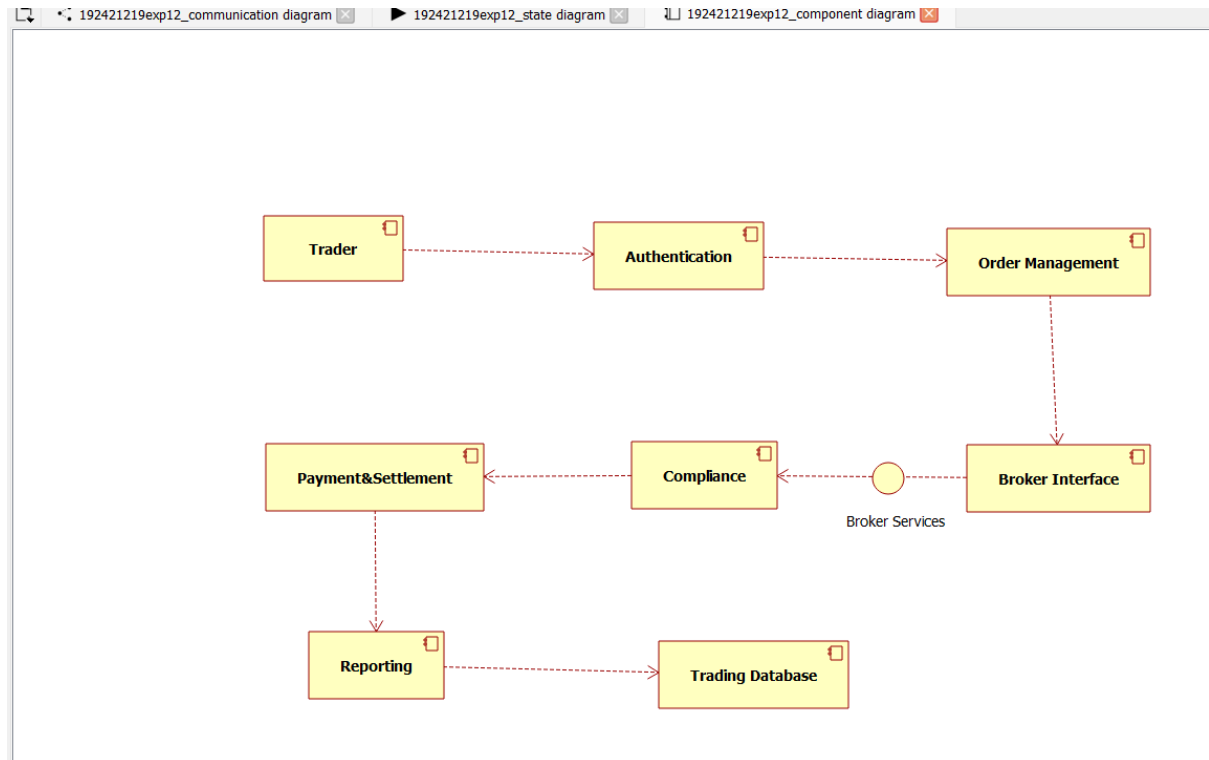 192421219exp12_communication diagram
192421219exp12_state diagram
192421219exp12_component diagram
Trader
Authentication
Order Management
Payment&Settlement
Compliance
Broker Services
Broker Interface
Reporting
Trading Database